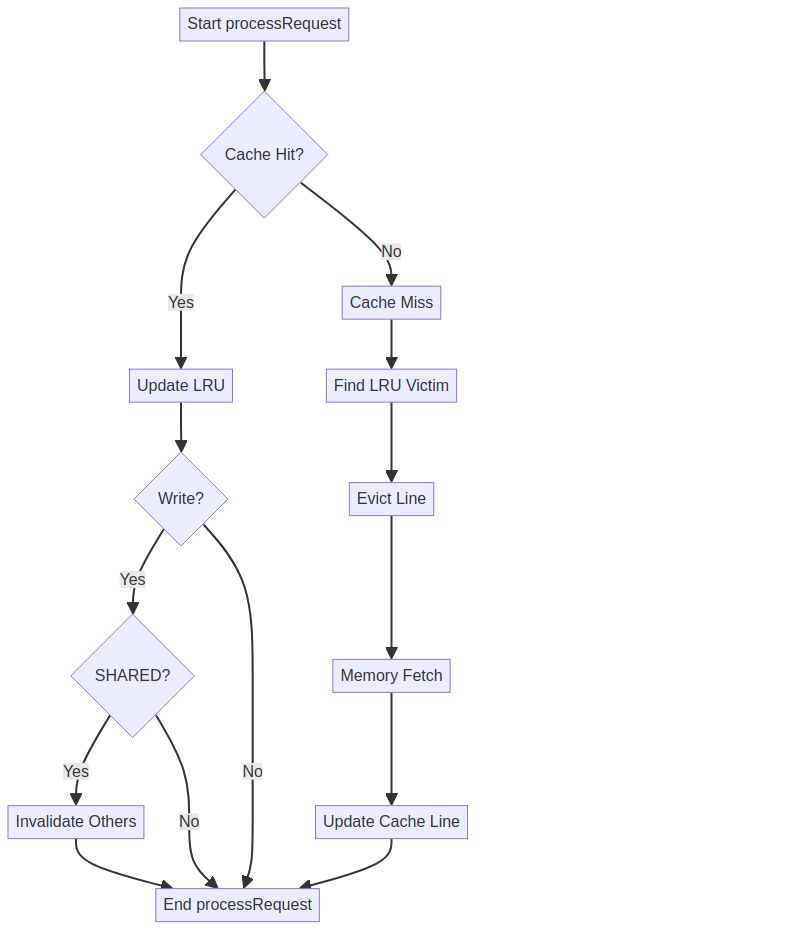 Start processRequest
Cache Hit?
No
Yes
Cache Miss
Update LRU
Find LRU Victim
Write?
Evict Line
Yes
SHARED?
Memory Fetch
Yes
No
No
Invalidate Others
Update Cache Line
End processRequest